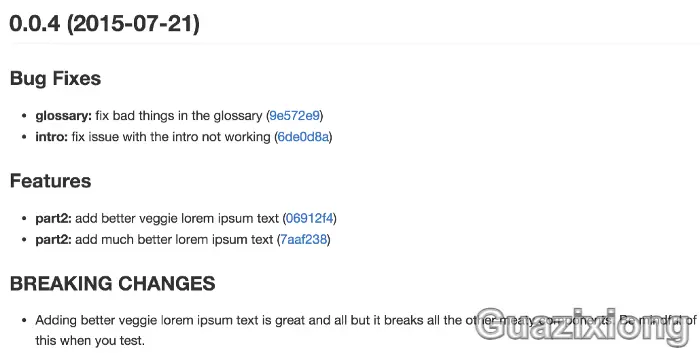 0.0.4 (2015-07-21)
Bug Fixes
• glossary: fix bad things in the glossary (9e572e9)
• intro: fix issue with the intro not working (6de0d8a)
Features
• part2: add better veggie lorem ipsum text (06912f4)
• part2: add much better lorem ipsum text (7aaf238)
BREAKING CHANGES
• Adding better veggie lorem ipsum text is great and all but it breaks all the other meaty components. Be mindful of
this when you test.
Guazixiong